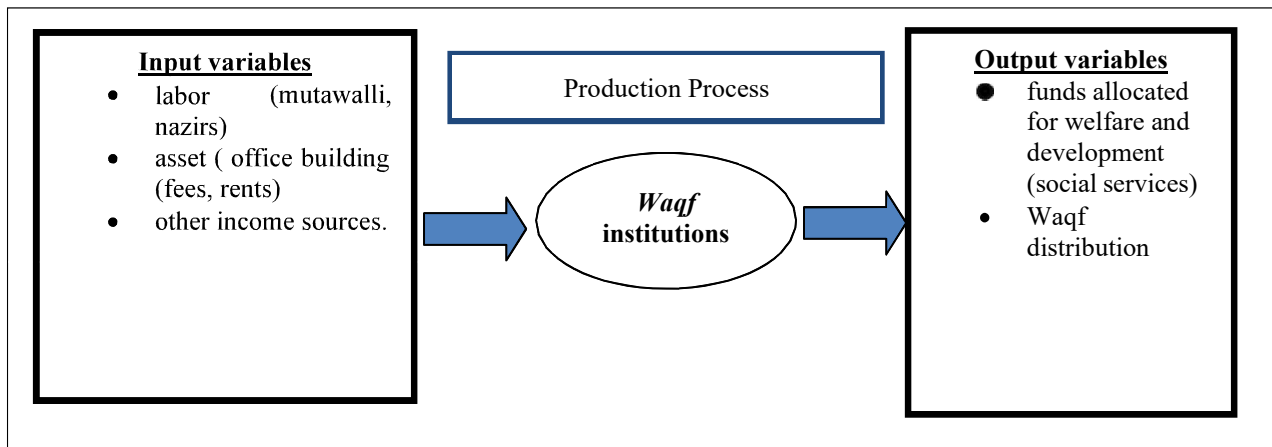 Input variables
• labor (mutawalli,
nazirs)
• asset ( office building
(fees, rents)
• other income sources.
Production Process
Waqf
institutions
Output variables
● funds allocated
for welfare and
development
(social services)
• Waqf
distribution